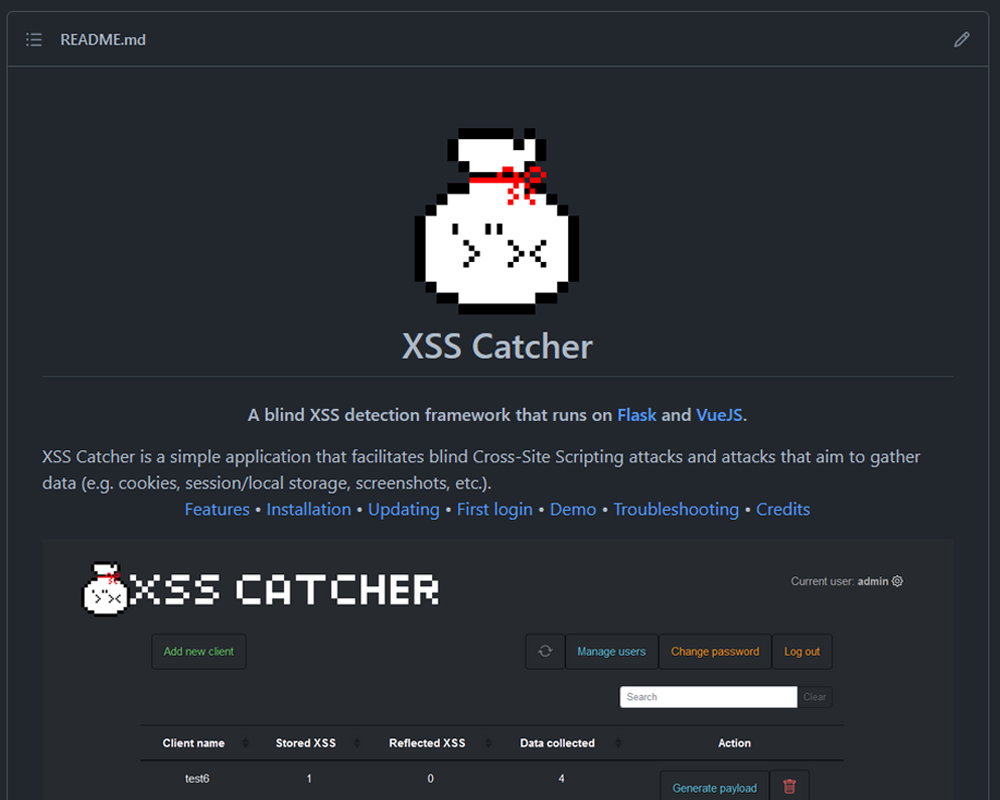 README.md
'>"><
XSS Catcher
A blind XSS detection framework that runs on Flask and VueJS.
XSS Catcher is a simple application that facilitates blind Cross-Site Scripting attacks and attacks that aim to gather
data (e.g. cookies, session/local storage, screenshots, etc.).
Features • Installation • Updating • First login • Demo • Troubleshooting • Credits
'>"><
XSS CATCHER
Current user: admin
Add new client
Manage users
Change password
Log out
Search
Clear
Client name Stored XSS Reflected XSS Data collected Action
test6 1 0 4 Generate payload